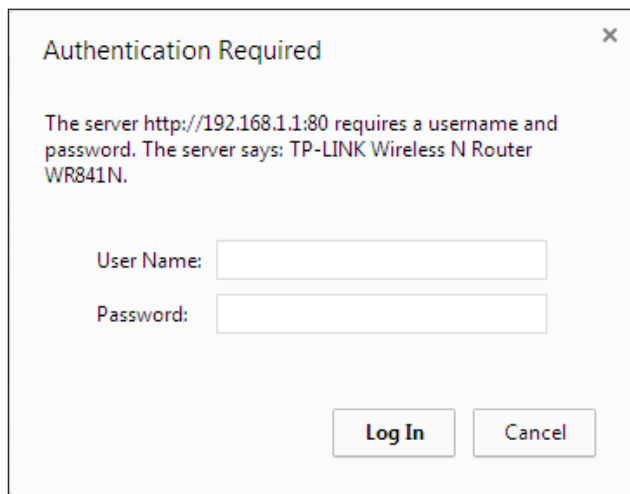 Authentication Required
The server http://192.168.1.1:80 requires a username and
password. The server says: TP-LINK Wireless N Router
WR841N.
User Name:
Password:
Log In Cancel